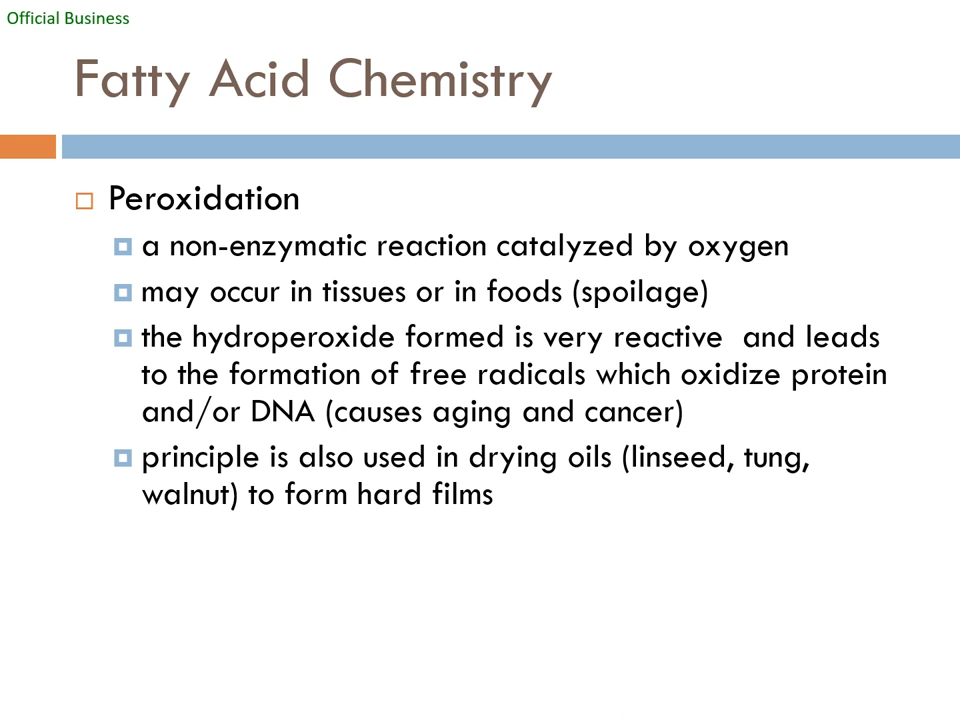 Official Business
Fatty Acid Chemistry
Peroxidation
a non-enzymatic reaction catalyzed by oxygen
may occur in tissues or in foods (spoilage)
the hydroperoxide formed is very reactive  and leads
to the formation of free radicals which oxidize protein
and/or DNA (causes aging and cancer)
principle is also used in drying oils (linseed, tung,
walnut) to form hard films